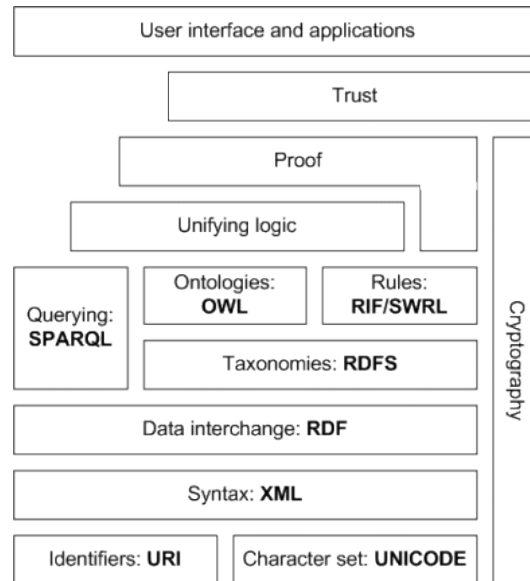 User interface and applications
Trust
Proof
Unifying logic
Querying:
SPARQL
Ontologies:
OWL
Rules:
RIF/SWRL
Taxonomies: RDFS
Data interchange: RDF
Syntax: XML
Identifiers: URI
Character set: UNICODE
Cryptography